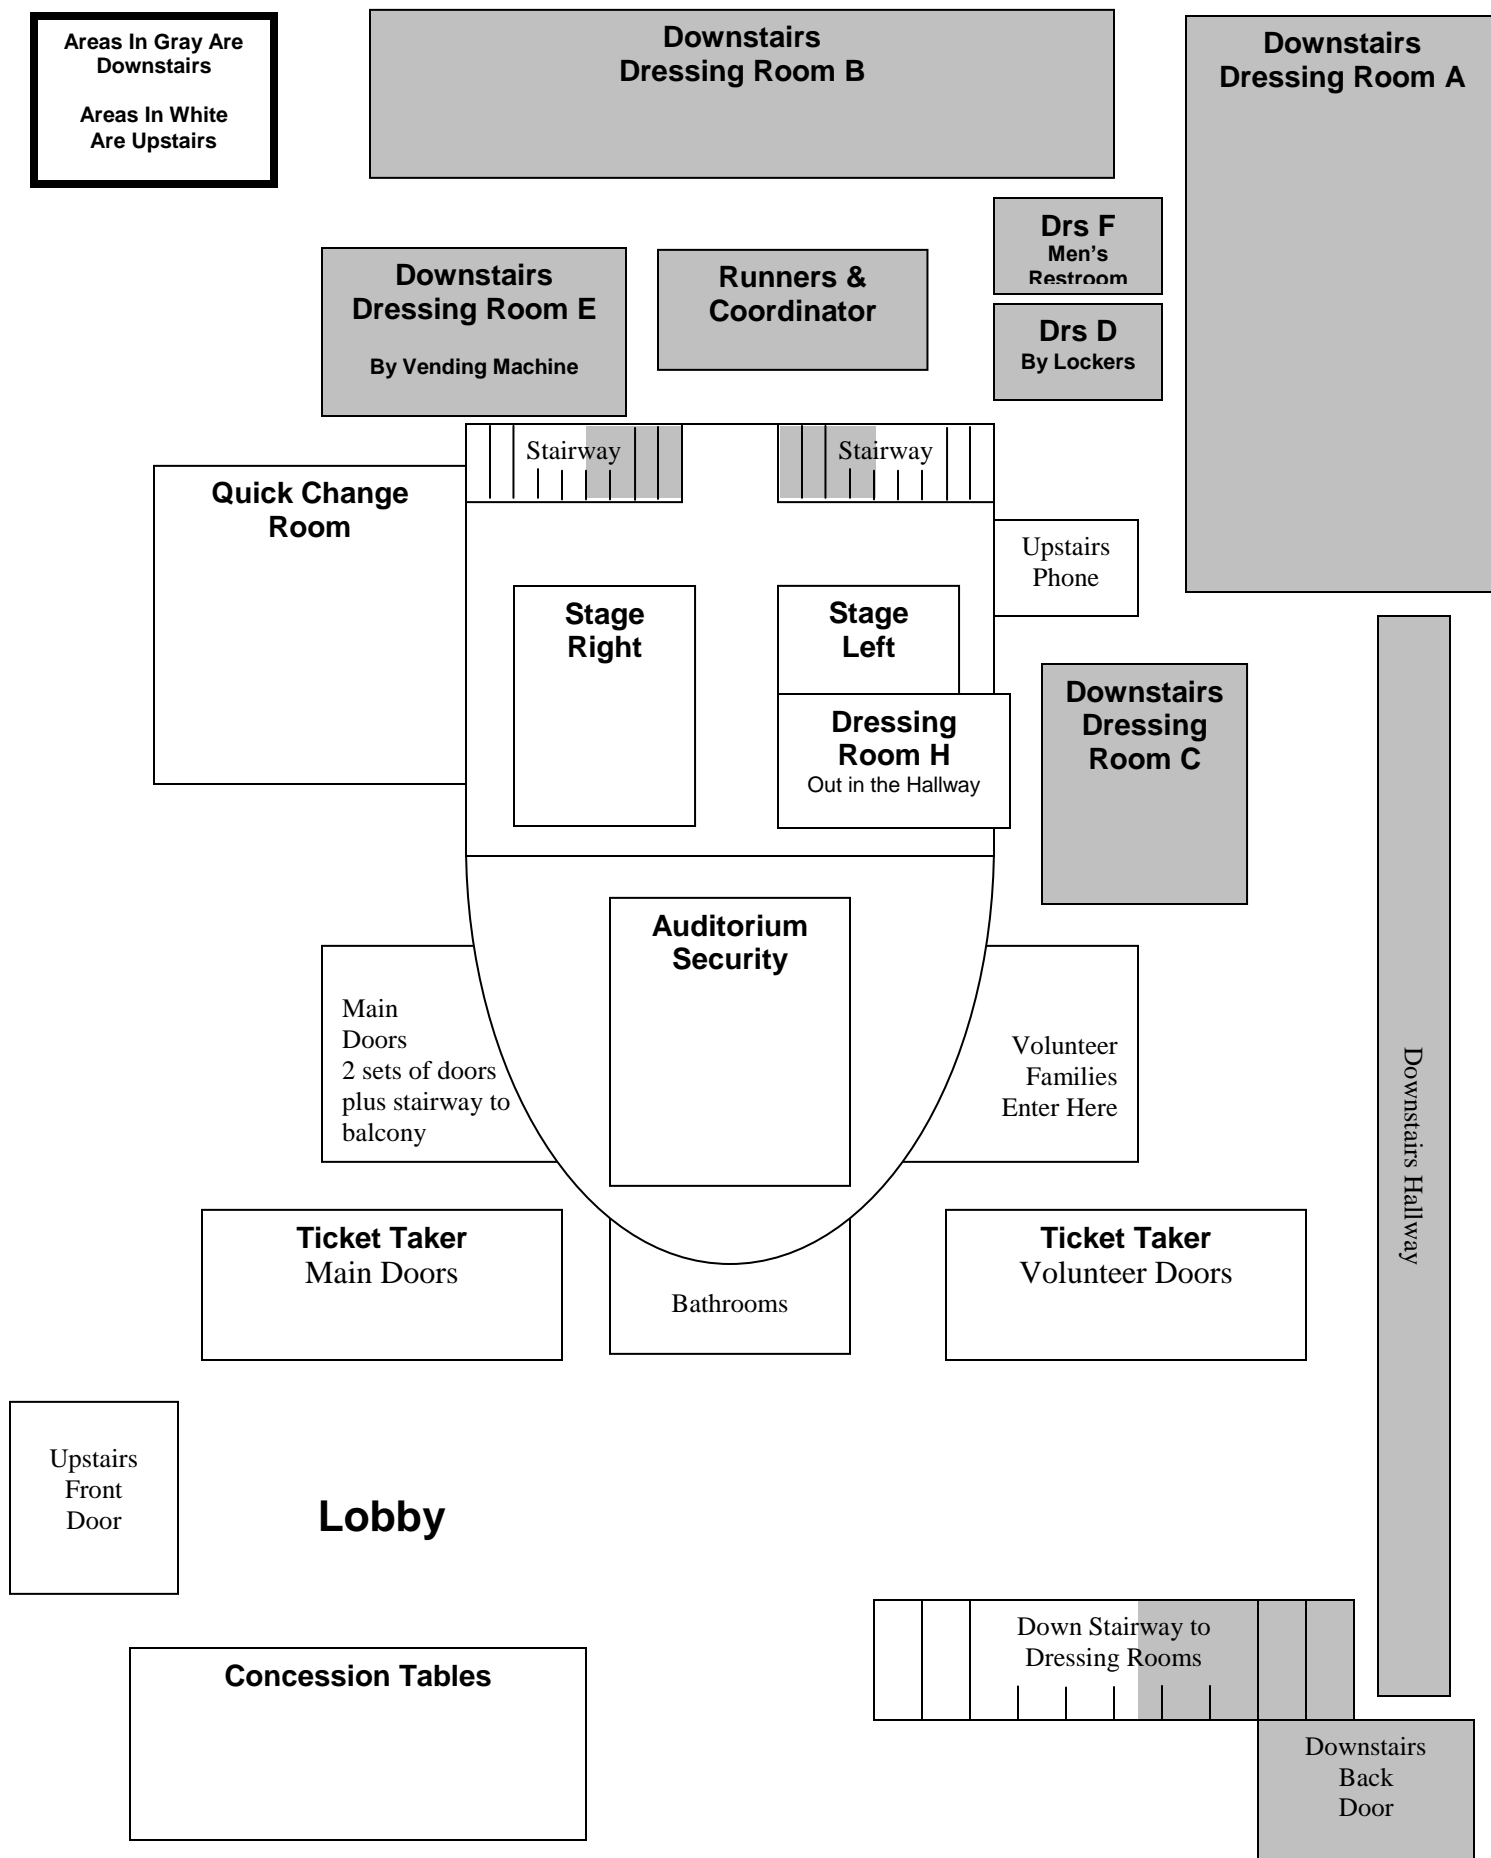 Areas In Gray Are
Downstairs
Areas In White
Are Upstairs
Downstairs
Dressing Room B
Downstairs
Dressing Room A
Drs F
Men's
Restroom
Downstairs
Dressing Room E
By Vending Machine
Runners &
Coordinator
Drs D
By Lockers
Stairway
Stairway
Quick Change
Room
Upstairs
Phone
Stage
Right
Stage
Left
Dressing
Room H
Out in the Hallway
Downstairs
Dressing
Room C
Auditorium
Security
Main
Doors
2 sets of doors
plus stairway to
balcony
Volunteer
Families
Enter Here
Downstairs Hallway
Ticket Taker
Main Doors
Bathrooms
Ticket Taker
Volunteer Doors
Upstairs
Front
Door
Lobby
Down Stairway to
Dressing Rooms
Concession Tables
Downstairs
Back
Door